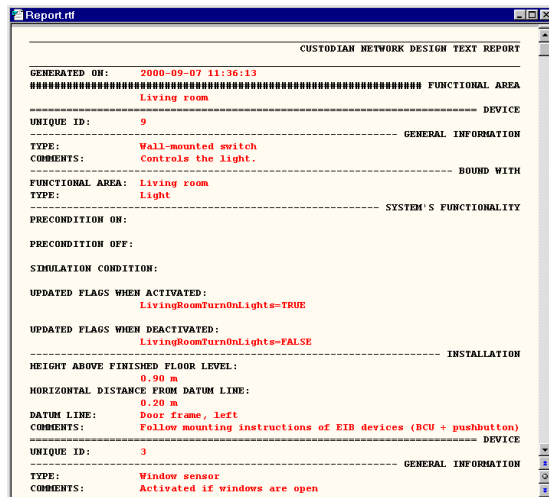 Report.rtf
CUSTODIAN NETWORK DESIGN TEXT REPORT
GENERATED ON: 2000-09-07 11:36:13
################################################################ FUNCTIONAL AREA
Living room
========================================================================== DEVICE
UNIQUE ID: 9
------------------------------------------------------------- GENERAL INFORMATION
TYPE: Wall-mounted switch
COMMENTS: Controls the light.
---------------------------------------------------------------------- BOUND WITH
FUNCTIONAL AREA: Living room
TYPE: Light
---------------------------------------------------------- SYSTEM'S FUNCTIONALITY
PRECONDITION ON:
PRECONDITION OFF:
SIMULATION CONDITION:
UPDATED FLAGS WHEN ACTIVATED:
LivingRoomTurnOnLights=TRUE
UPDATED FLAGS WHEN DEACTIVATED:
LivingRoomTurnOnLights=FALSE
-------------------------------------------------------------------- INSTALLATION
HEIGHT ABOVE FINISHED FLOOR LEVEL:
0.90 m
HORIZONTAL DISTANCE FROM DATUM LINE:
0.20 m
DATUM LINE: Door frame, left
COMMENTS: Follow mounting instructions of EIB devices (BCU + pushbutton)
========================================================================== DEVICE
UNIQUE ID: 3
------------------------------------------------------------- GENERAL INFORMATION
TYPE: Window sensor
COMMENTS: Activated if windows are open